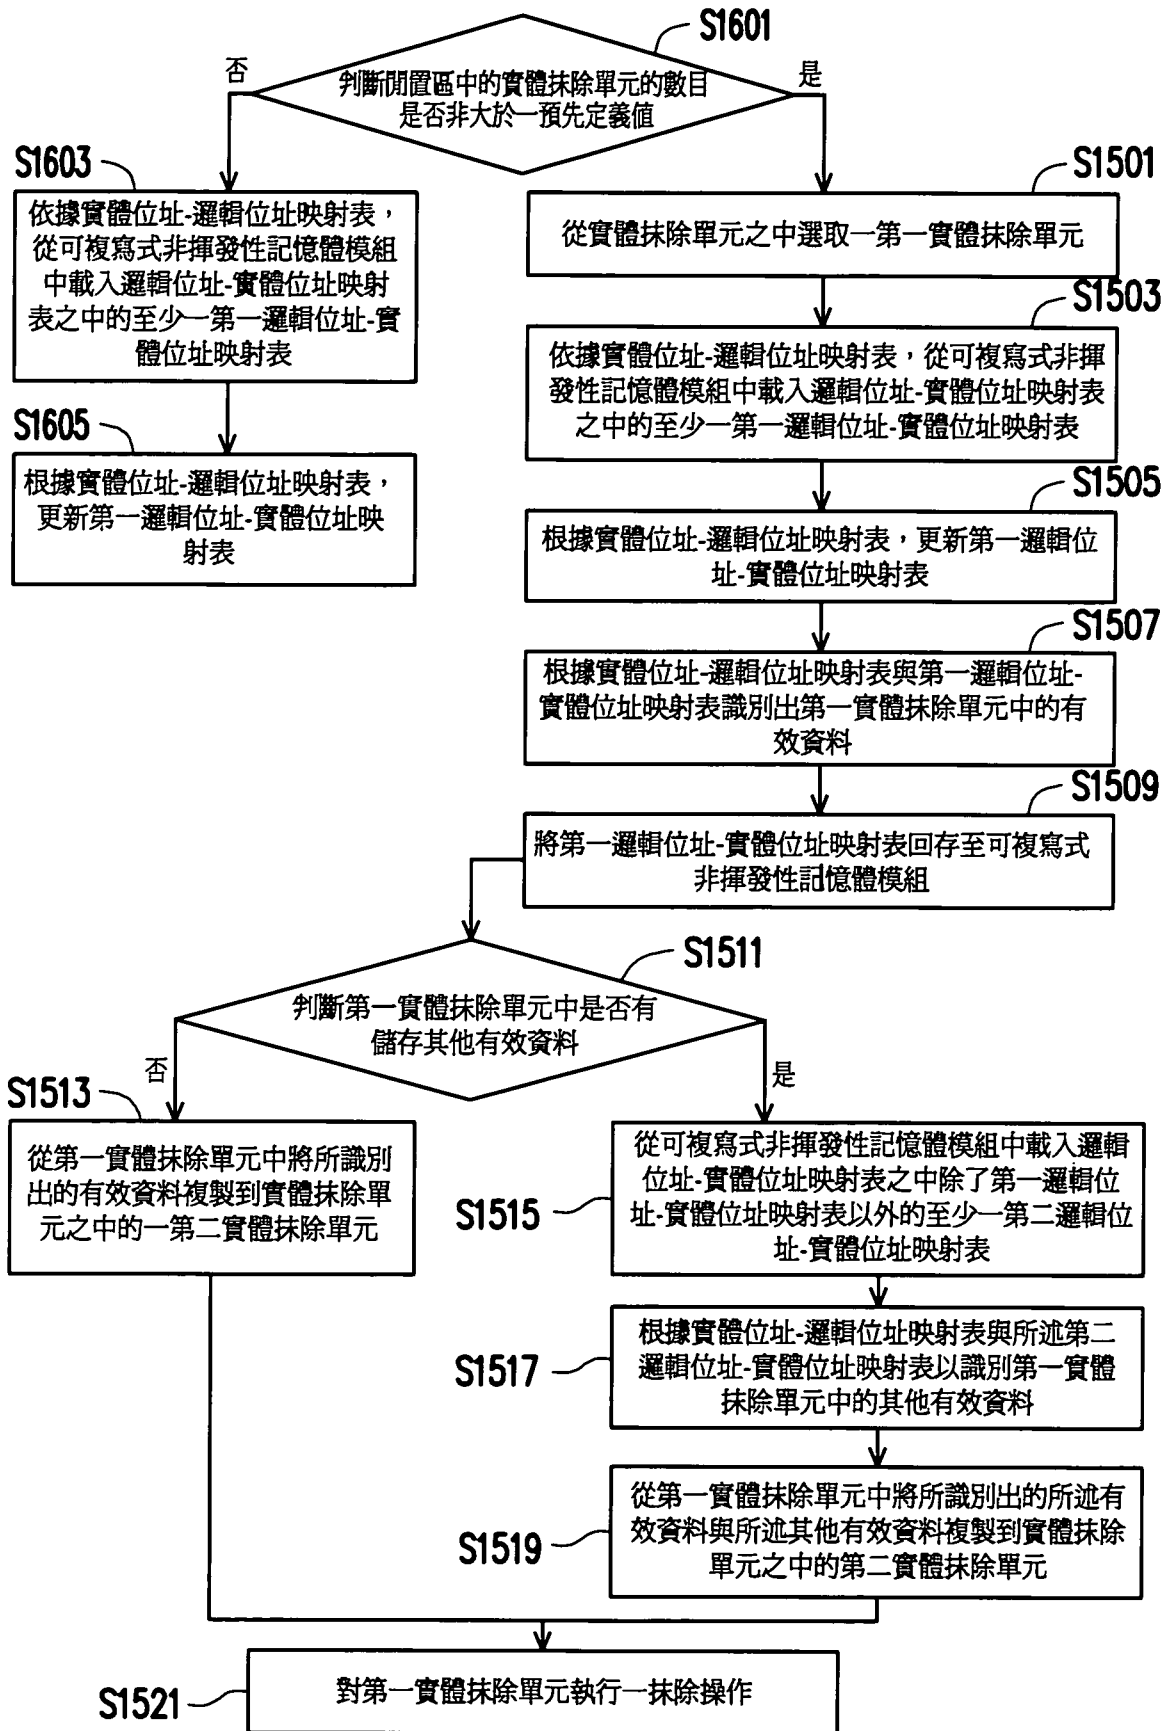 S1601
判斷閒置區中的實體抹除單元的數目
是否非大於一預先定義值
否
是
S1603
依據實體位址-邏輯位址映射表，
從可複寫式非揮發性記憶體模組
中載入邏輯位址-實體位址映射
表之中的至少一第一邏輯位址-實
體位址映射表
S1605
根據實體位址-邏輯位址映射表，
更新第一邏輯位址-實體位址映
射表
S1501
從實體抹除單元之中選取一第一實體抹除單元
S1503
依據實體位址-邏輯位址映射表，從可複寫式非揮
發性記憶體模組中載入邏輯位址-實體位址映射表
之中的至少一第一邏輯位址-實體位址映射表
S1505
根據實體位址-邏輯位址映射表，更新第一邏輯位
址-實體位址映射表
S1507
根據實體位址-邏輯位址映射表與第一邏輯位址-
實體位址映射表識別出第一實體抹除單元中的有
效資料
S1509
將第一邏輯位址-實體位址映射表回存至可複寫式
非揮發性記憶體模組
S1511
判斷第一實體抹除單元中是否有
儲存其他有效資料
否
是
S1513
從第一實體抹除單元中將所識別
出的有效資料複製到實體抹除單
元之中的一第二實體抹除單元
S1515
從可複寫式非揮發性記憶體模組中載入邏輯
位址-實體位址映射表之中除了第一邏輯位
址-實體位址映射表以外的至少一第二邏輯位
址-實體位址映射表
S1517
根據實體位址-邏輯位址映射表與所述第二
邏輯位址-實體位址映射表以識別第一實體
抹除單元中的其他有效資料
S1519
從第一實體抹除單元中將所識別出的所述有
效資料與所述其他有效資料複製到實體抹除
單元之中的第二實體抹除單元
S1521
對第一實體抹除單元執行一抹除操作